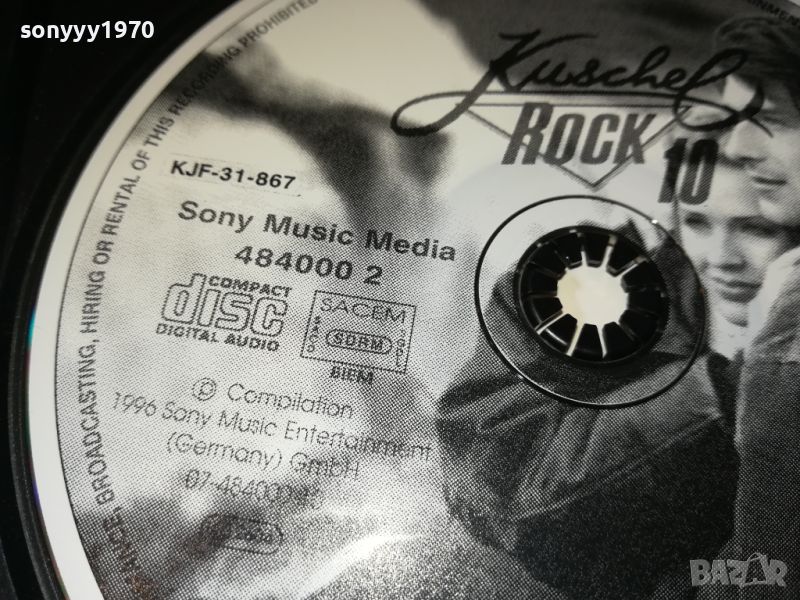 sonyyy1970
Kuschel
ROCK
10
KJF-31-867
Sony Music Media
484000 2
COMPACT
disc
DIGITAL AUDIO
SACEM
SDRM
BIEM
℗ Compilation
1996 Sony Music Entertainment
(Germany) GmbH
BROADCASTING, HIRING OR RENTAL OF THIS RECORDING PROHIBITED
BAZAR